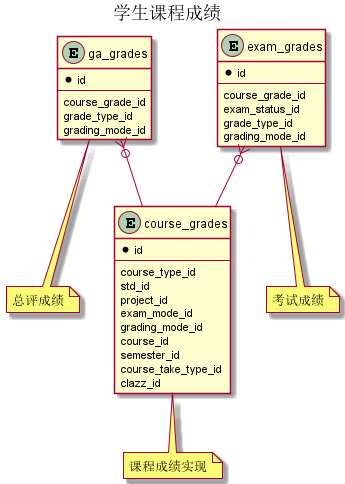 学生课程成绩
E ga_grades
id
course_grade_id
grade_type_id
grading_mode_id
E exam_grades
id
course_grade_id
exam_status_id
grade_type_id
grading_mode_id
总评成绩
E course_grades
id
course_type_id
std_id
project_id
exam_mode_id
grading_mode_id
course_id
semester_id
course_take_type_id
clazz_id
考试成绩
课程成绩实现